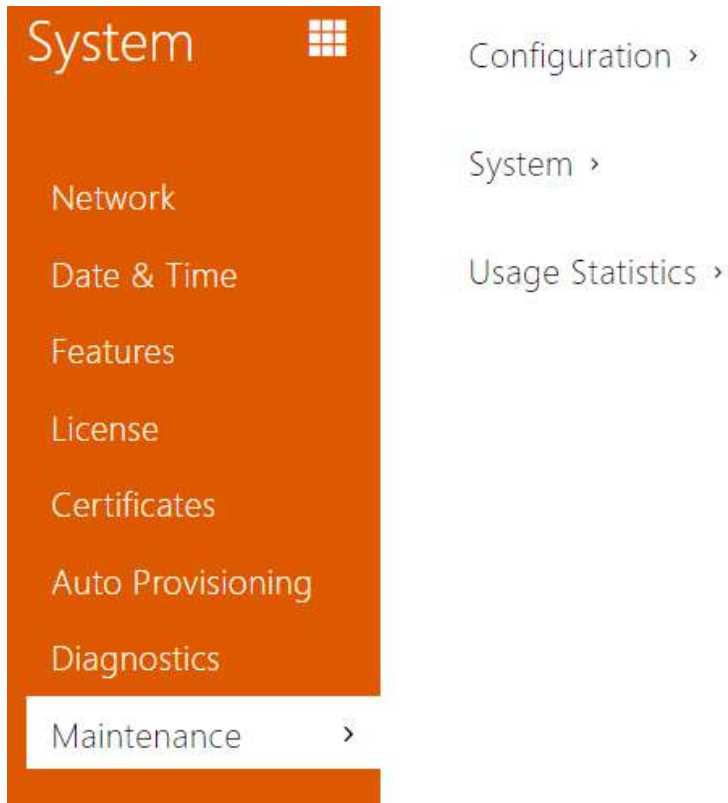 System
Network
Date & Time
Features
License
Certificates
Auto Provisioning
Diagnostics
Maintenance >
Configuration >
System >
Usage Statistics >